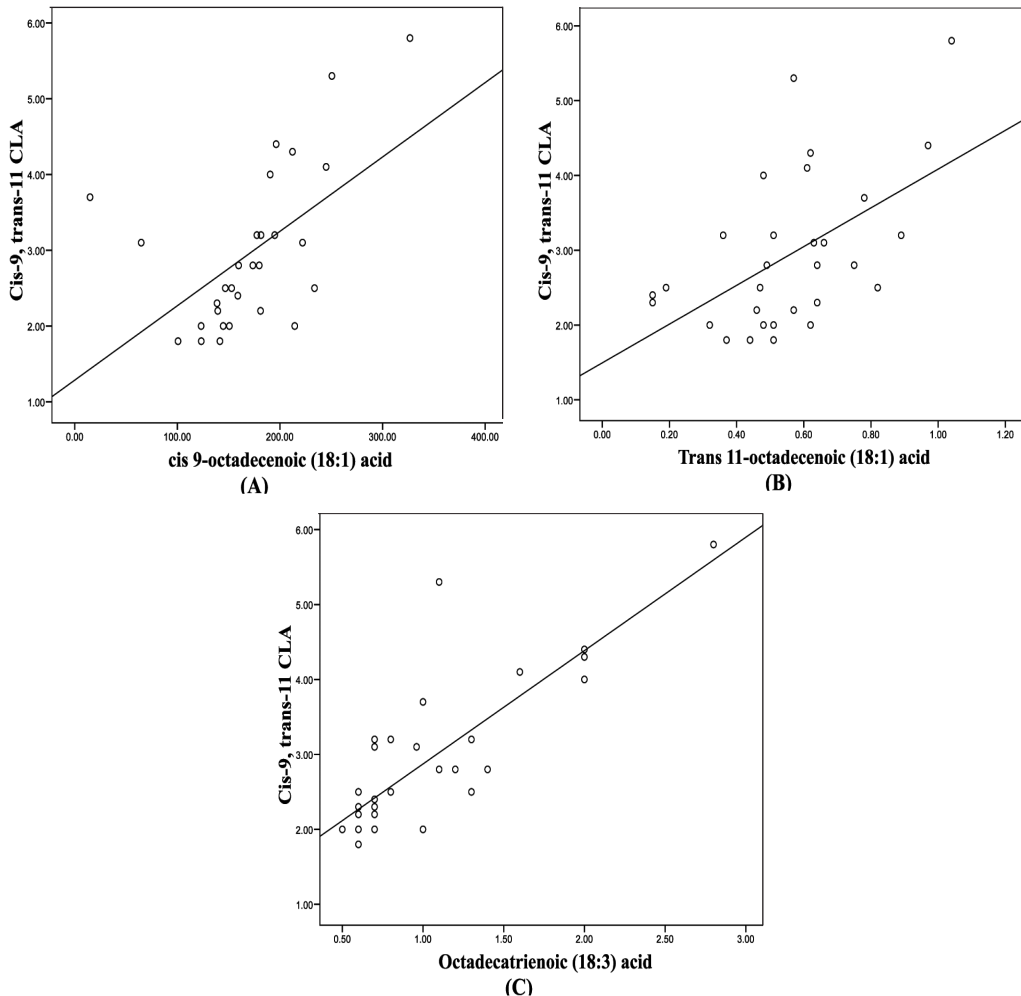 6.00
5.00
4.00
3.00
2.00
1.00
Cis-9, trans-11 CLA
0.00 100.00 200.00 300.00 400.00
cis 9-octadecenoic (18:1) acid
(A)
6.00
5.00
4.00
3.00
2.00
1.00
Cis-9, trans-11 CLA
0.00 0.20 0.40 0.60 0.80 1.00 1.20
Trans 11-octadecenoic (18:1) acid
(B)
6.00
5.00
4.00
3.00
2.00
1.00
Cis-9, trans-11 CLA
0.50 1.00 1.50 2.00 2.50 3.00
Octadecatrienoic (18:3) acid
(C)